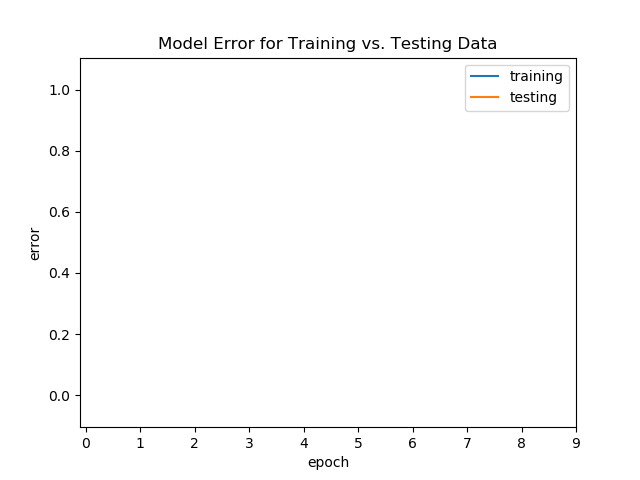 Model Error for Training vs. Testing Data
training
testing
1.0
0.8
0.6
0.4
0.2
0.0
error
0 1 2 3 4 5 6 7 8 9
epoch